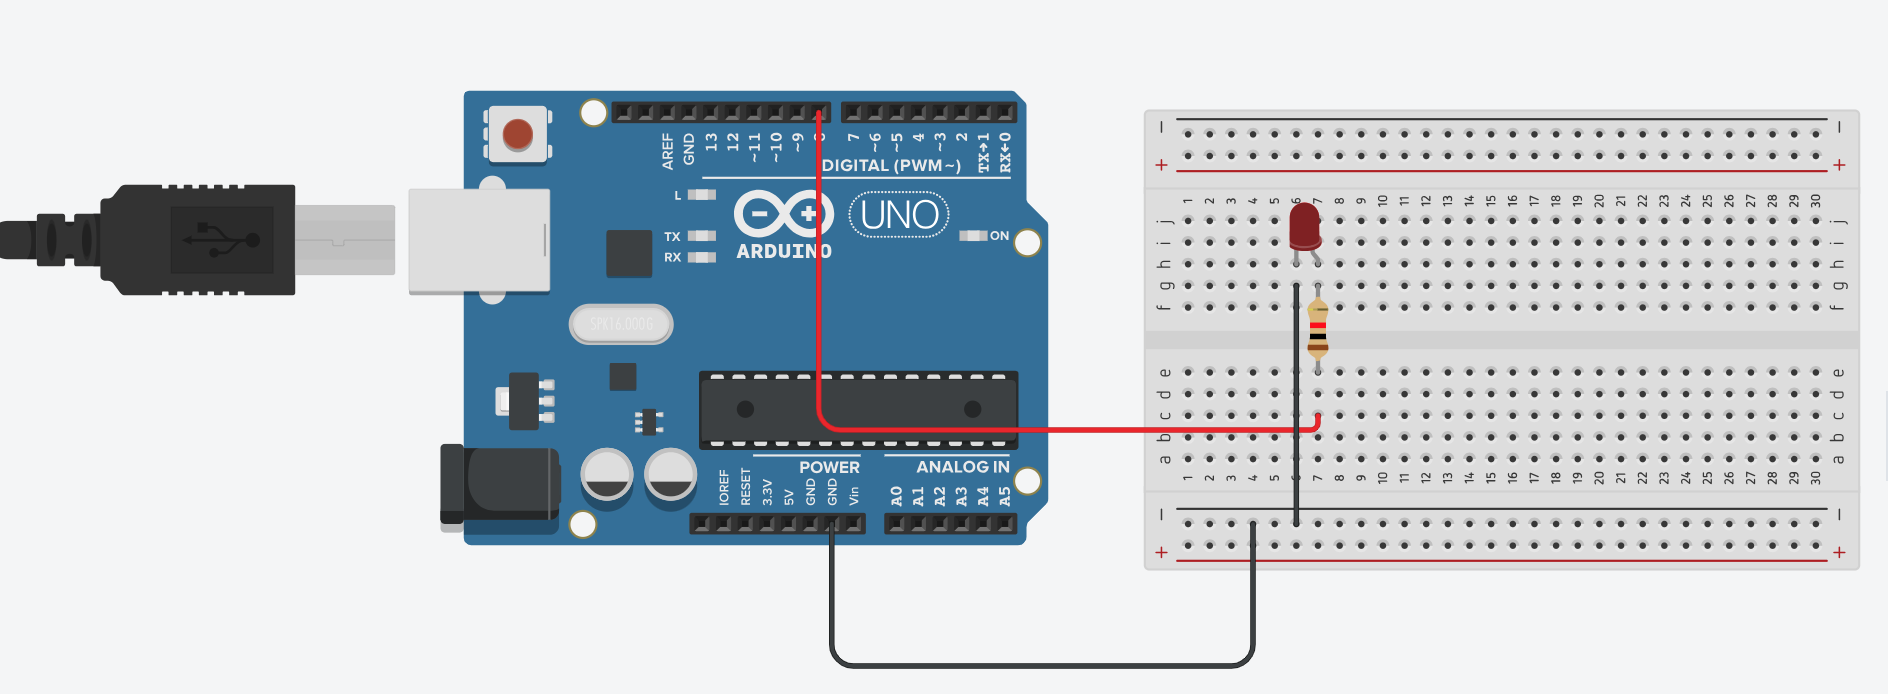 AREF GND 13 12 ~11 ~10 ~9 8 7 ~6 ~5 4 ~3 2 TX→1 RX←0
DIGITAL (PWM~)
L
TX
RX
UNO
ARDUINO
ON
SPK16.000G
POWER
ANALOG IN
IOREF RESET 3.3V 5V GND GND Vin A0 A1 A2 A3 A4 A5
− −
+ +
1 2 3 4 5 6 7 8 9 10 11 12 13 14 15 16 17 18 19 20 21 22 23 24 25 26 27 28 29 30
j j
i i
h h
g g
f f
e e
d d
c c
b b
a a
1 2 3 4 5 6 7 8 9 10 11 12 13 14 15 16 17 18 19 20 21 22 23 24 25 26 27 28 29 30
− −
+ +